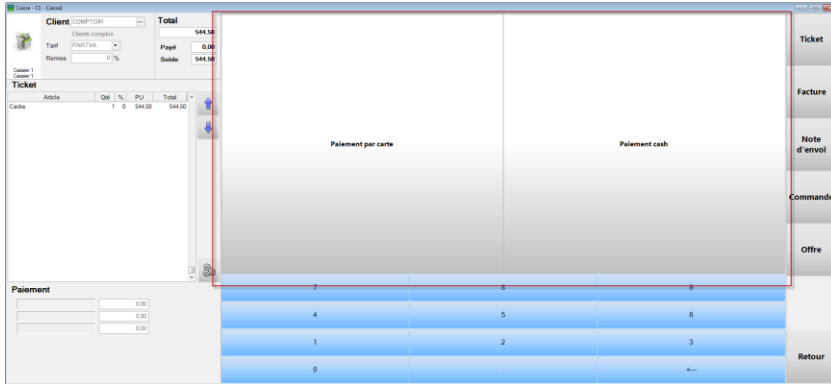 Caisse - C1 - Caisse1
Client COMPTOIR
Clients comptoir
Tarif PARTVA
Remise 0 %
Caissier 1
Caissier 1
Total
544,50
Payé 0,00
Solde 544,50
Ticket
Article Qté % PU Total
Cadre 1 0 544,50 544,50
Paiement
0,00
0,00
0,00
Paiement par carte
Paiement cash
7 8 9
4 5 6
1 2 3
0 . <--
Ticket
Facture
Note
d'envoi
Commande
Offre
Retour